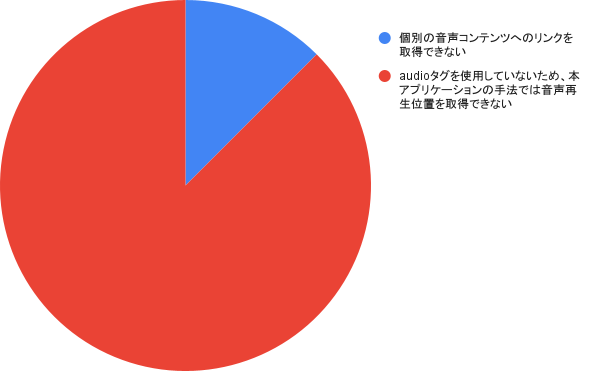 個別の音声コンテンツへのリンクを
取得できない
audioタグを使用していないため、本
アプリケーションの手法では音声再
生位置を取得できない